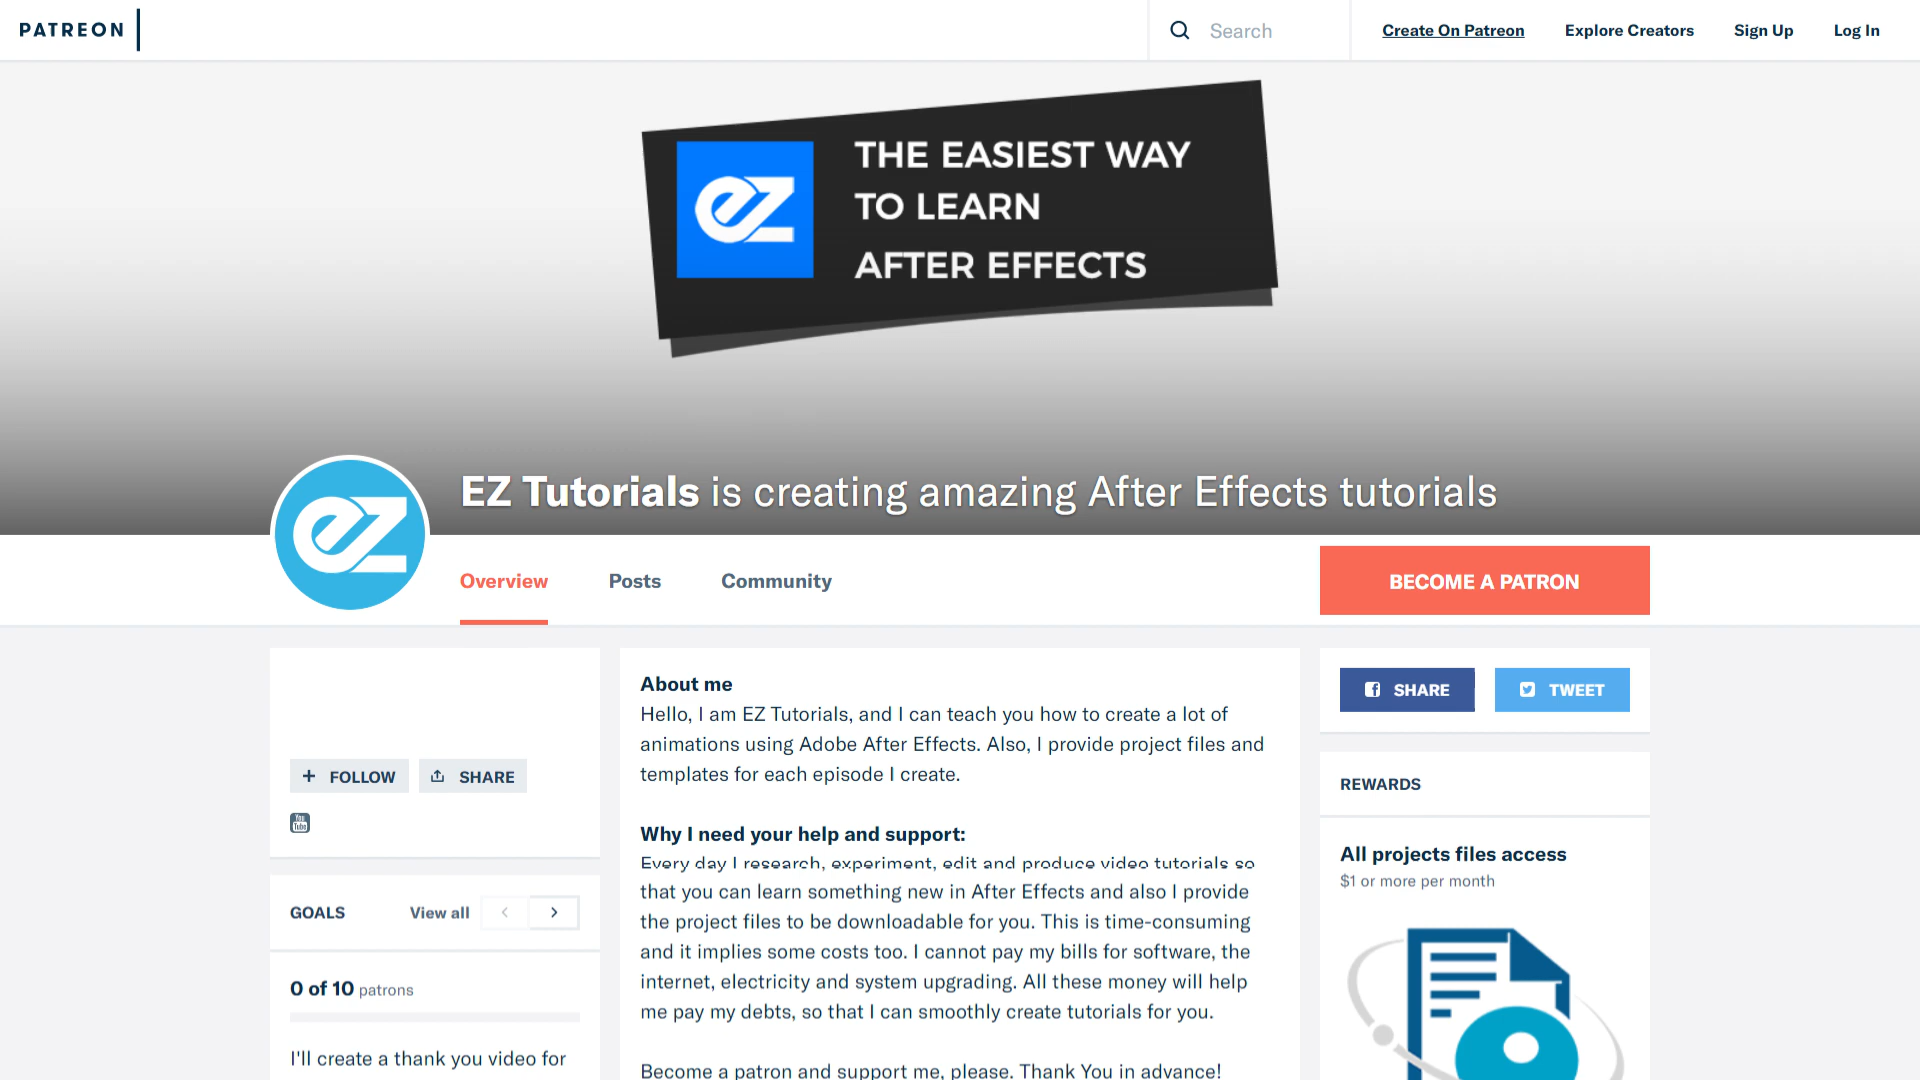 PATREON
Search
Create On Patreon
Explore Creators
Sign Up
Log In
eZ
THE EASIEST WAY
TO LEARN
AFTER EFFECTS
eZ
EZ Tutorials is creating amazing After Effects tutorials
Overview
Posts
Community
BECOME A PATRON
+ FOLLOW
SHARE
You Tube
GOALS
View all
0 of 10 patrons
I'll create a thank you video for
About me
Hello, I am EZ Tutorials, and I can teach you how to create a lot of
animations using Adobe After Effects. Also, I provide project files and
templates for each episode I create.
Why I need your help and support:
Every day I research, experiment, edit and produce video tutorials so
that you can learn something new in After Effects and also I provide
the project files to be downloadable for you. This is time-consuming
and it implies some costs too. I cannot pay my bills for software, the
internet, electricity and system upgrading. All these money will help
me pay my debts, so that I can smoothly create tutorials for you.
Become a patron and support me, please. Thank You in advance!
SHARE
TWEET
REWARDS
All projects files access
$1 or more per month